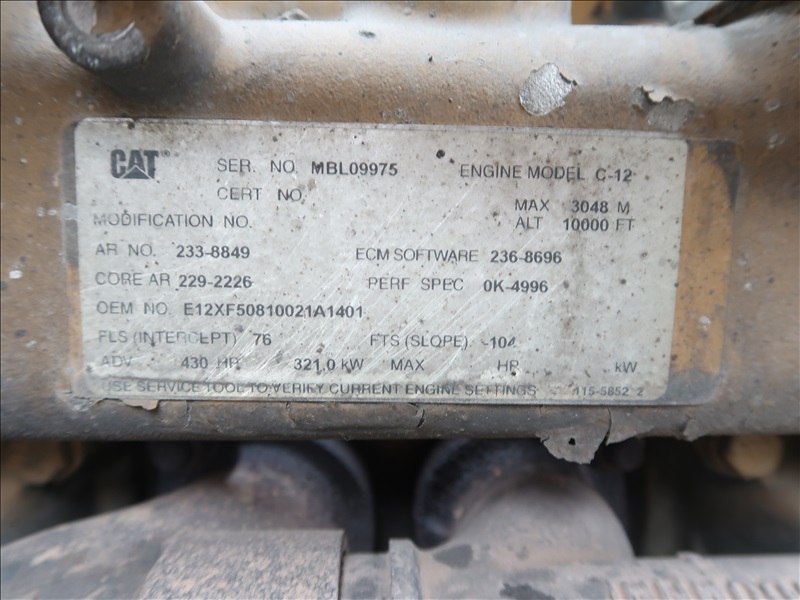 CAT® SER. NO. MBL09975 ENGINE MODEL C-12
CERT NO.
MAX 3048 M
MODIFICATION NO. ALT 10000 FT
AR NO. 233-8849 ECM SOFTWARE 236-8696
CORE AR 229-2226 PERF SPEC 0K-4996
OEM NO. E12XF50810021A1401
FLS (INTERCEPT) 76 FTS (SLOPE) -104
ADV 430 HP 321.0 KW MAX HP kW
USE SERVICE TOOL TO VERIFY CURRENT ENGINE SETTINGS 115-5852 2